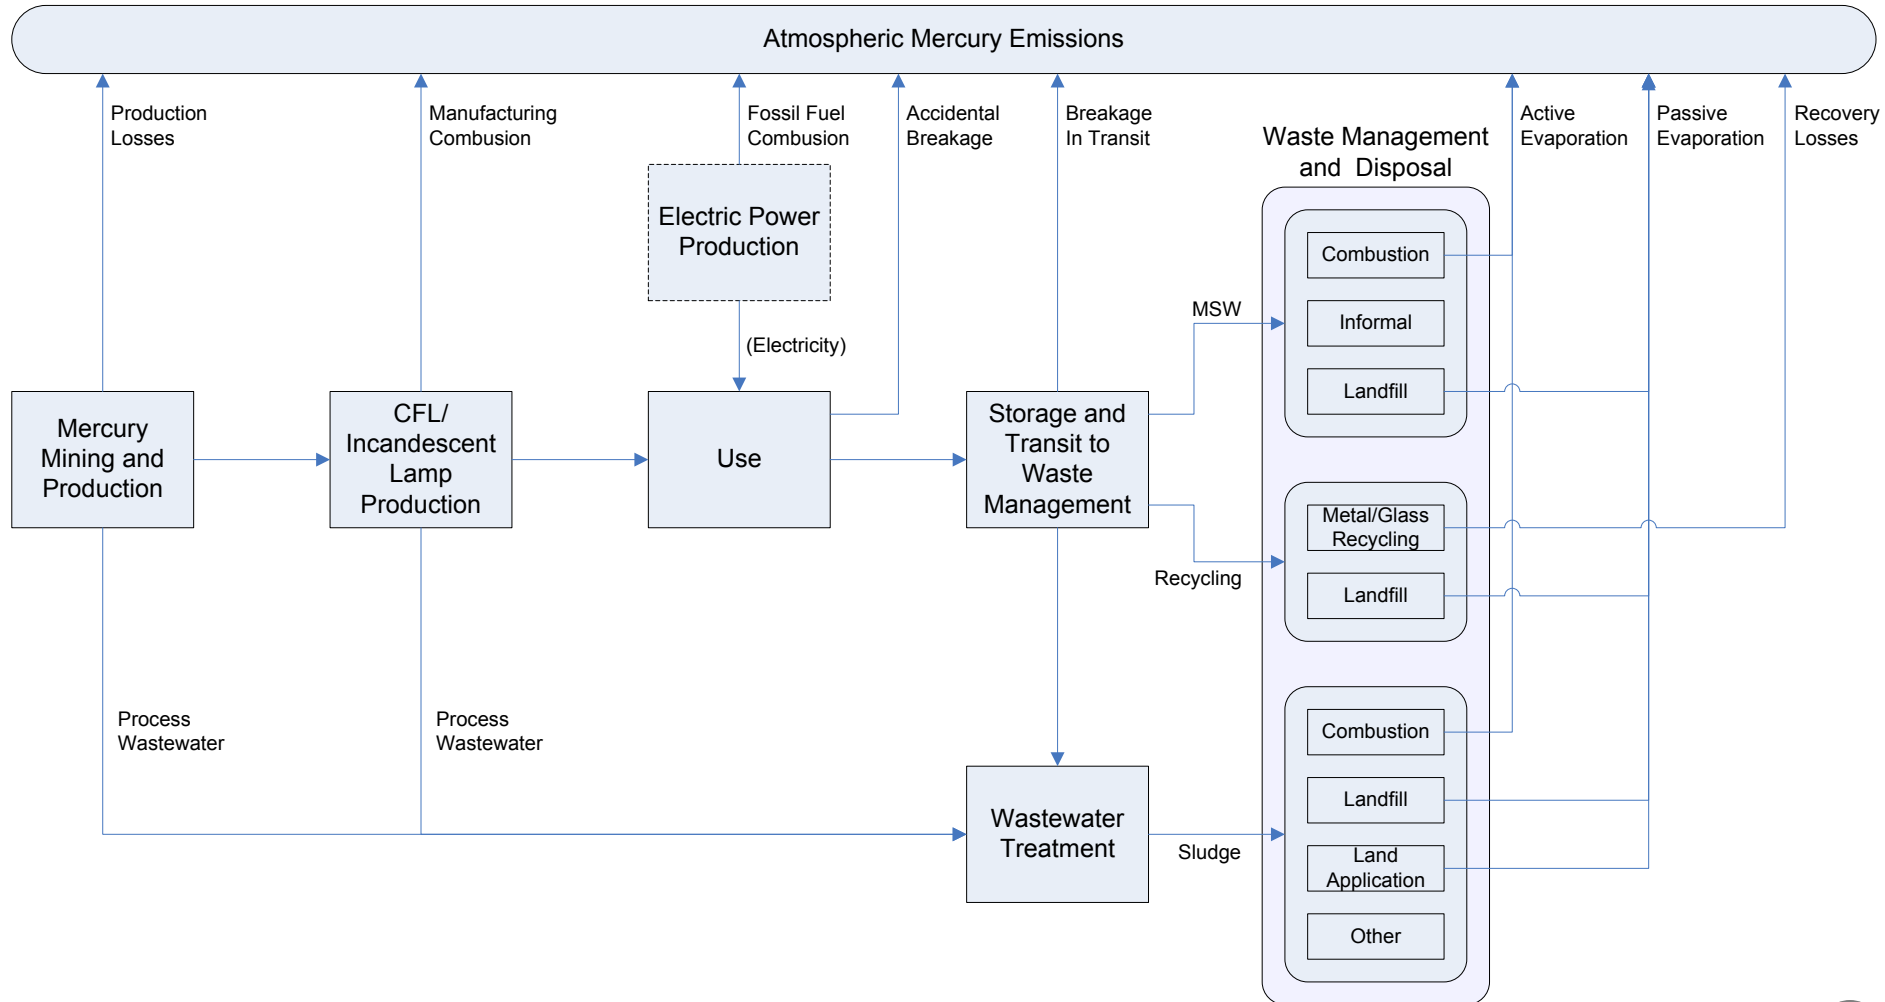 Atmospheric Mercury Emissions
Production
Losses
Manufacturing
Combusion
Fossil Fuel
Combusion
Accidental
Breakage
Breakage
In Transit
Active
Evaporation
Passive
Evaporation
Recovery
Losses
Waste Management
and Disposal
Electric Power
Production
(Electricity)
MSW
Combustion
Informal
Landfill
Mercury
Mining and
Production
CFL/
Incandescent
Lamp
Production
Use
Storage and
Transit to
Waste
Management
Recycling
Metal/Glass
Recycling
Landfill
Process
Wastewater
Process
Wastewater
Wastewater
Treatment
Sludge
Combustion
Landfill
Land
Application
Other